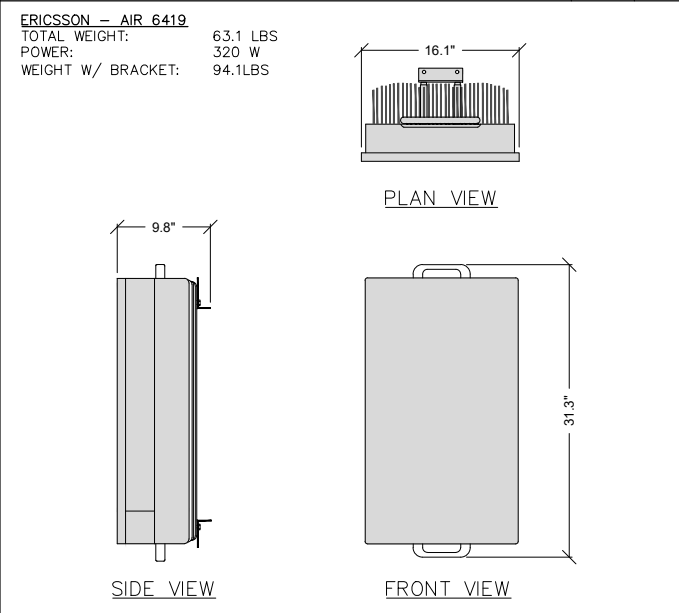 ERICSSON – AIR 6419
TOTAL WEIGHT: 63.1 LBS
POWER: 320 W
WEIGHT W/ BRACKET: 94.1LBS
16.1"
PLAN VIEW
9.8"
31.3"
SIDE VIEW
FRONT VIEW